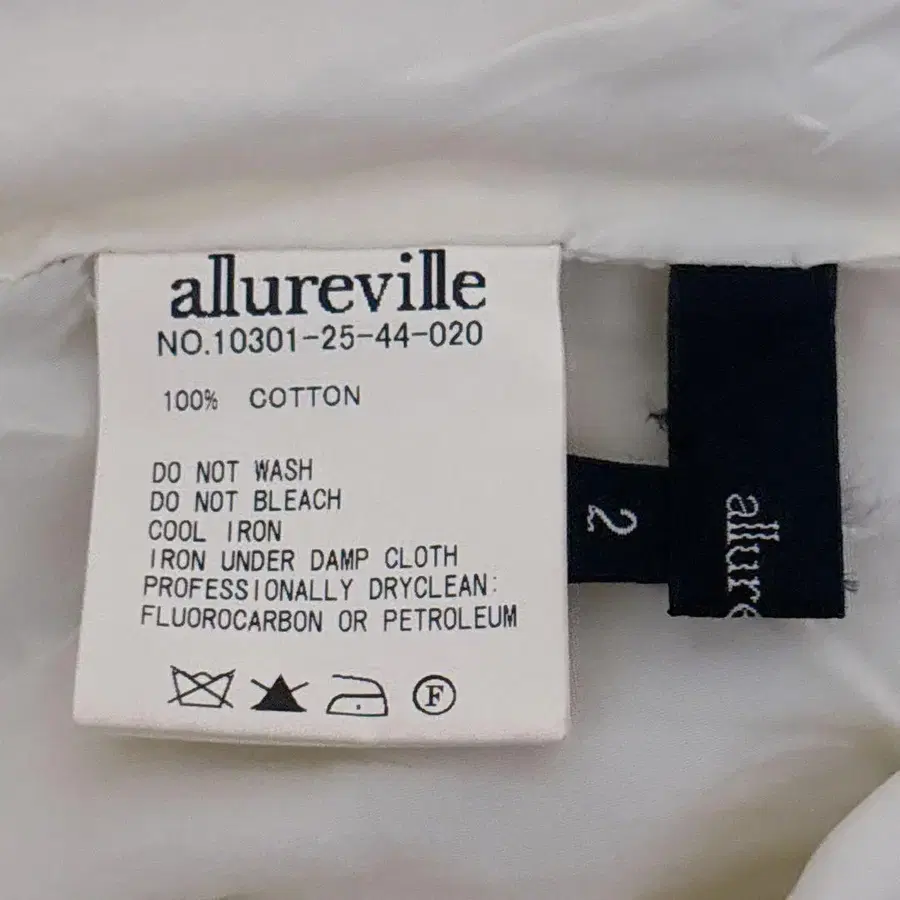 allureville
NO.10301-25-44-020
100% COTTON
DO NOT WASH
DO NOT BLEACH
COOL IRON
IRON UNDER DAMP CLOTH
PROFESSIONALLY DRYCLEAN:
FLUOROCARBON OR PETROLEUM
F
2
allure